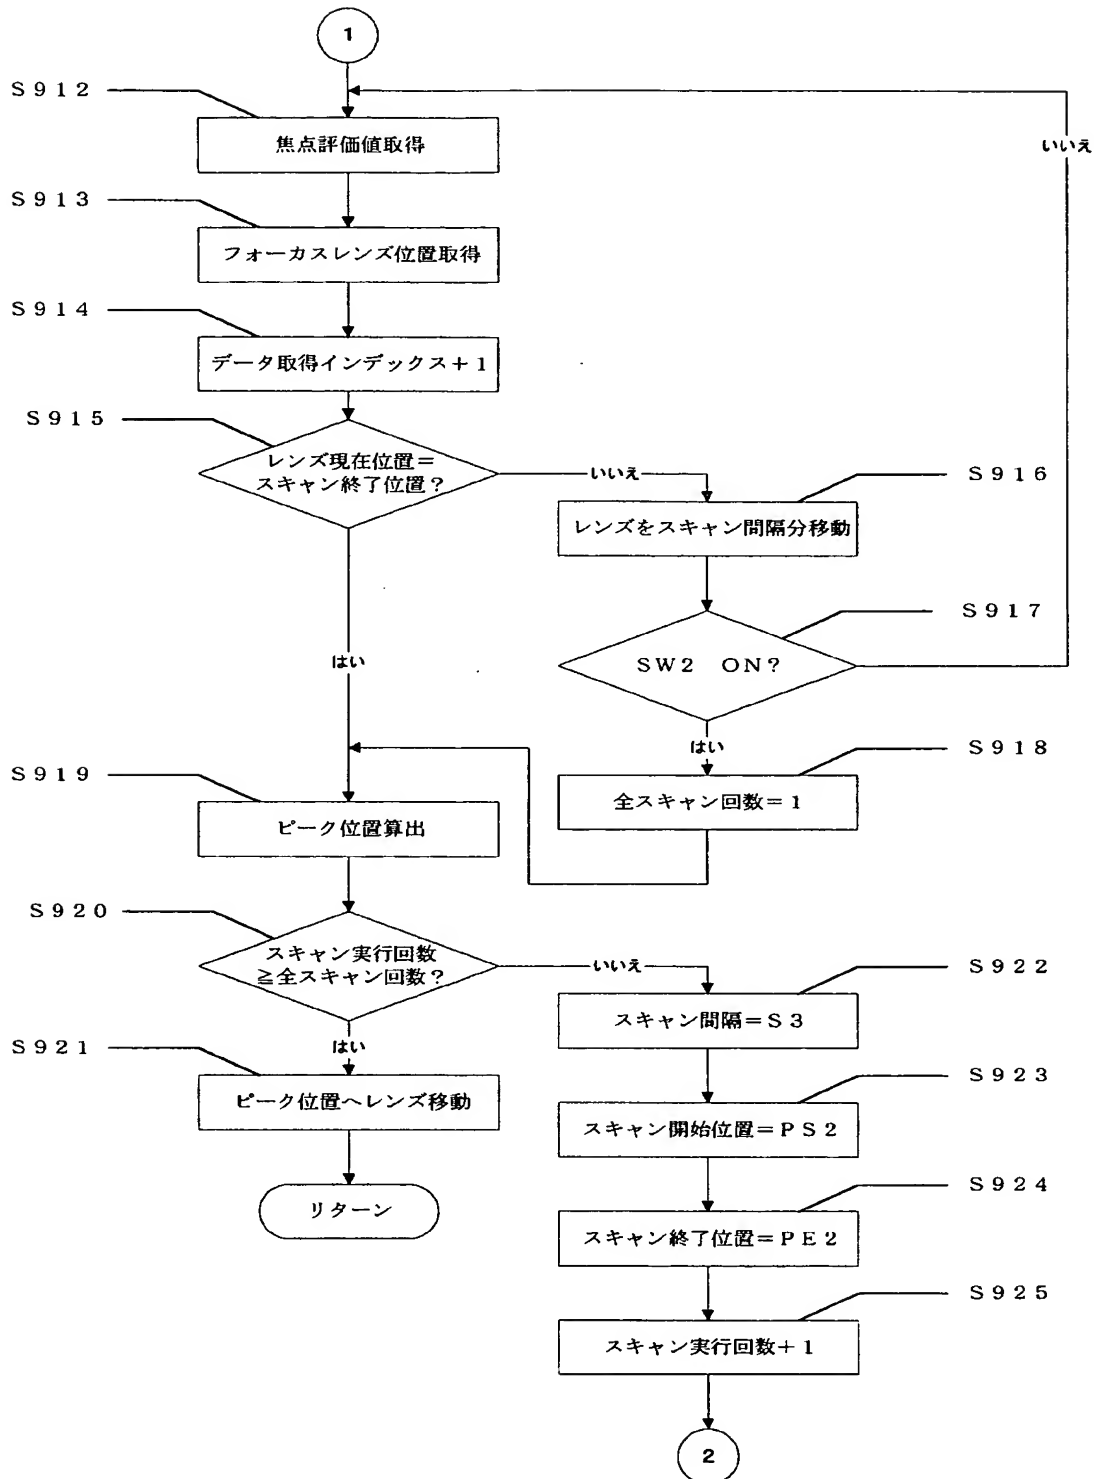 1
S912
焦点評価値取得
いいえ
S913
フォーカスレンズ位置取得
S914
データ取得インデックス+1
S915
レンズ現在位置=
スキャン終了位置?
いいえ
S916
レンズをスキャン間隔分移動
S917
SW2 ON?
はい
はい
S918
全スキャン回数=1
S919
ピーク位置算出
S920
スキャン実行回数
≧全スキャン回数?
いいえ
S922
スキャン間隔=S3
はい
S921
ピーク位置へレンズ移動
S923
スキャン開始位置=PS2
リターン
S924
スキャン終了位置=PE2
S925
スキャン実行回数+1
2